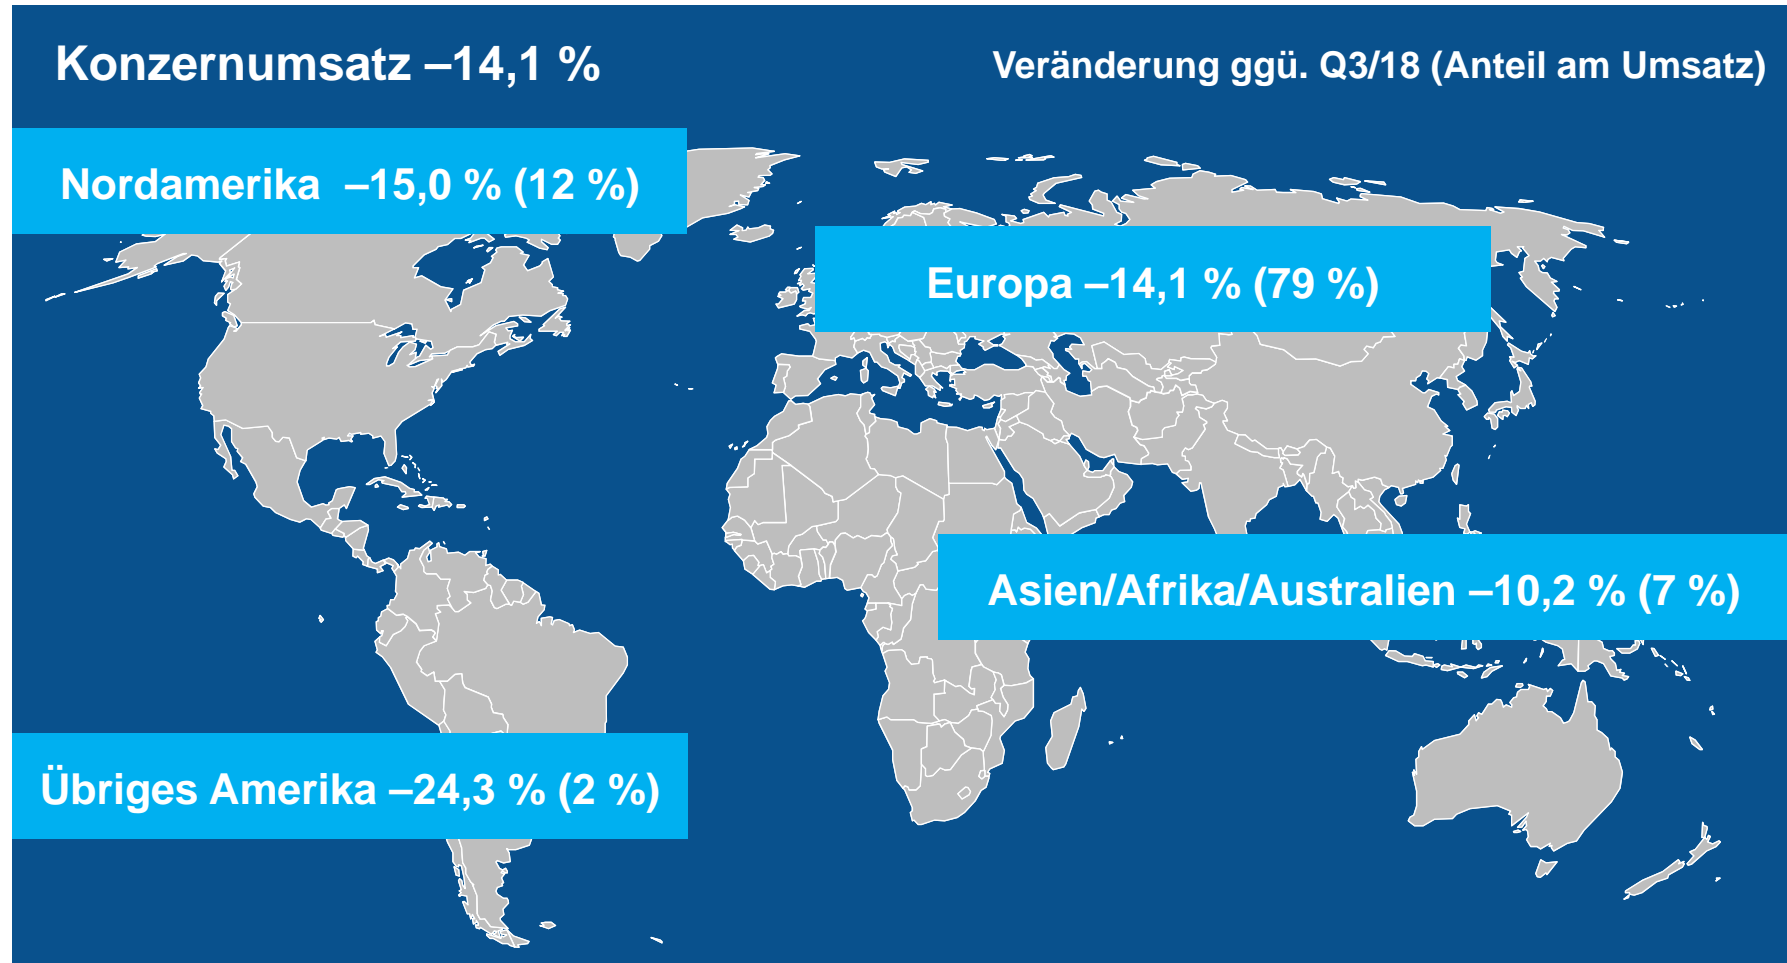 Konzernumsatz –14,1 %
Veränderung ggü. Q3/18 (Anteil am Umsatz)
Nordamerika –15,0 % (12 %)
Europa –14,1 % (79 %)
Asien/Afrika/Australien –10,2 % (7 %)
Übriges Amerika –24,3 % (2 %)